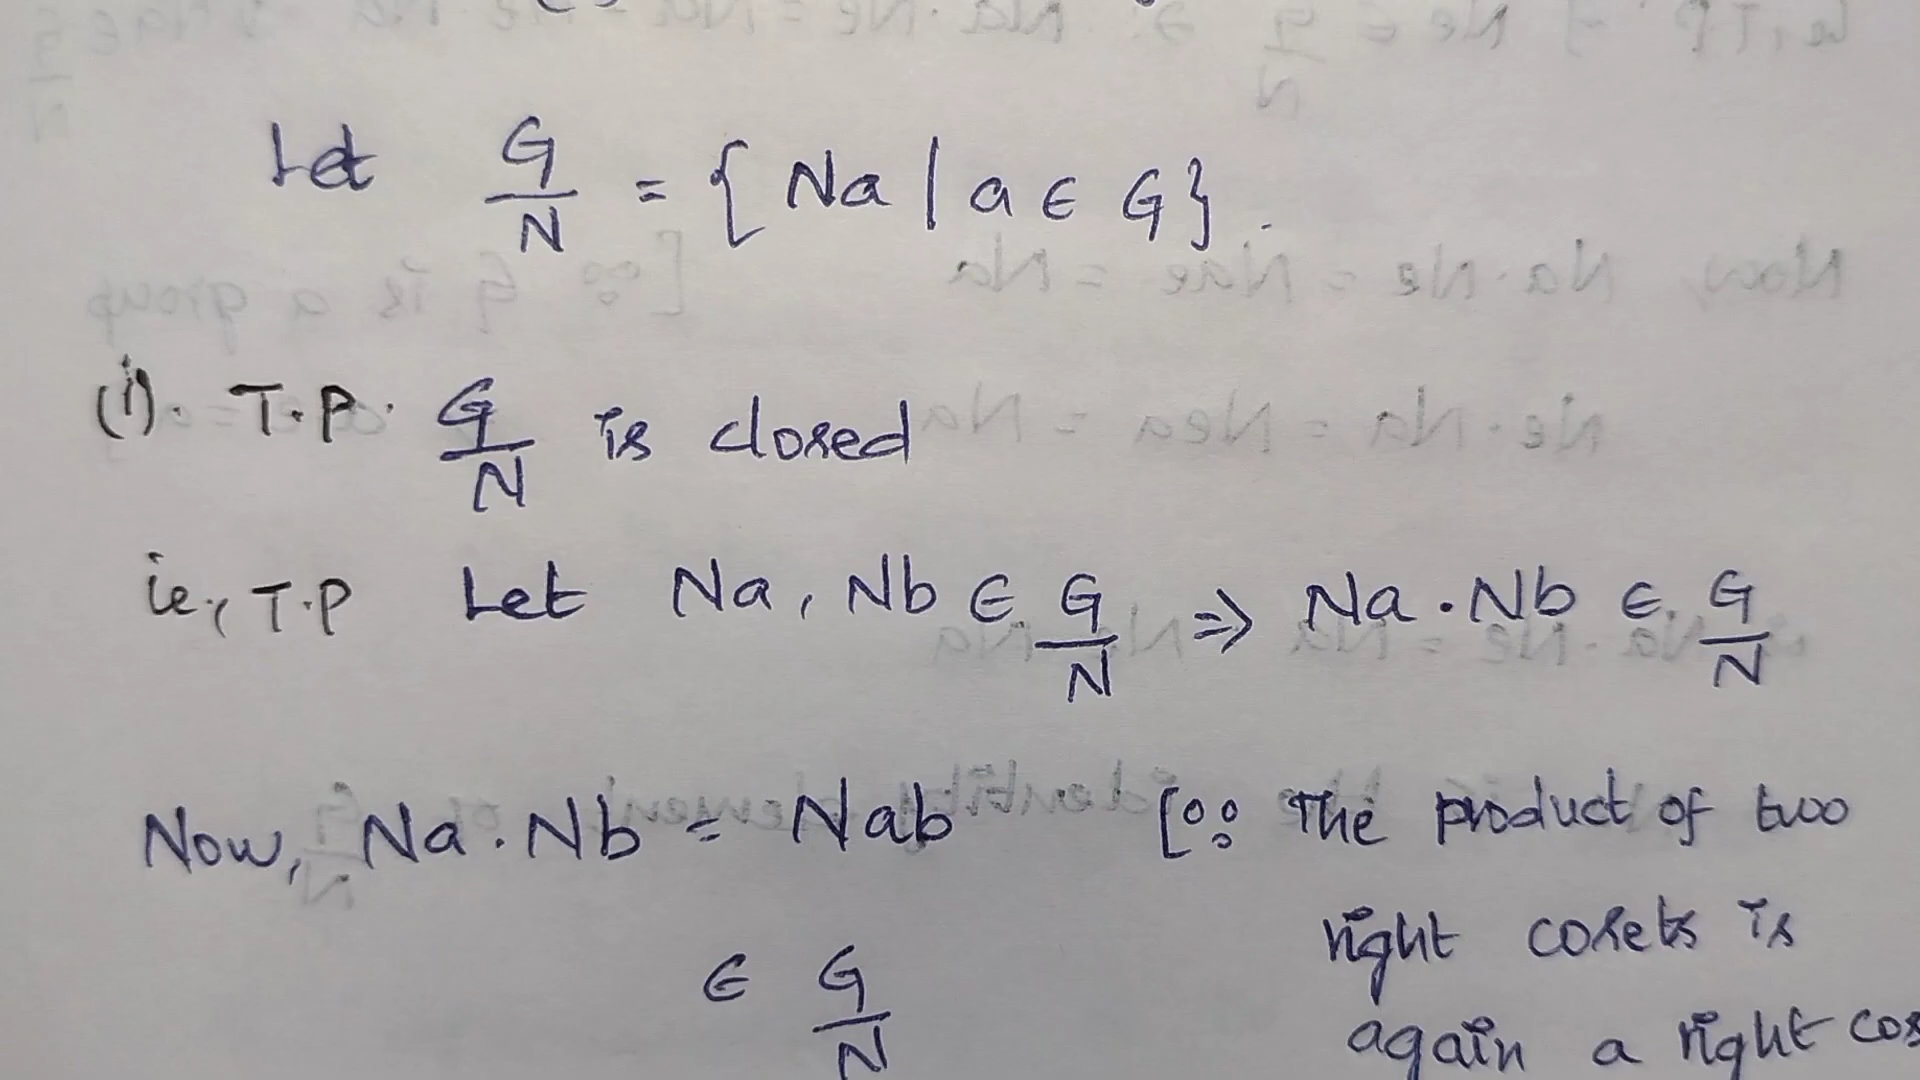 Let G/N = { Na | a ∈ G}.
(i). T.P. G/N is closed
ie., T.P Let Na, Nb ∈ G/N ⇒ Na . Nb ∈ G/N
Now, Na . Nb = Nab [∵ The product of two
right cosets is
∈ G/N
again a right cos